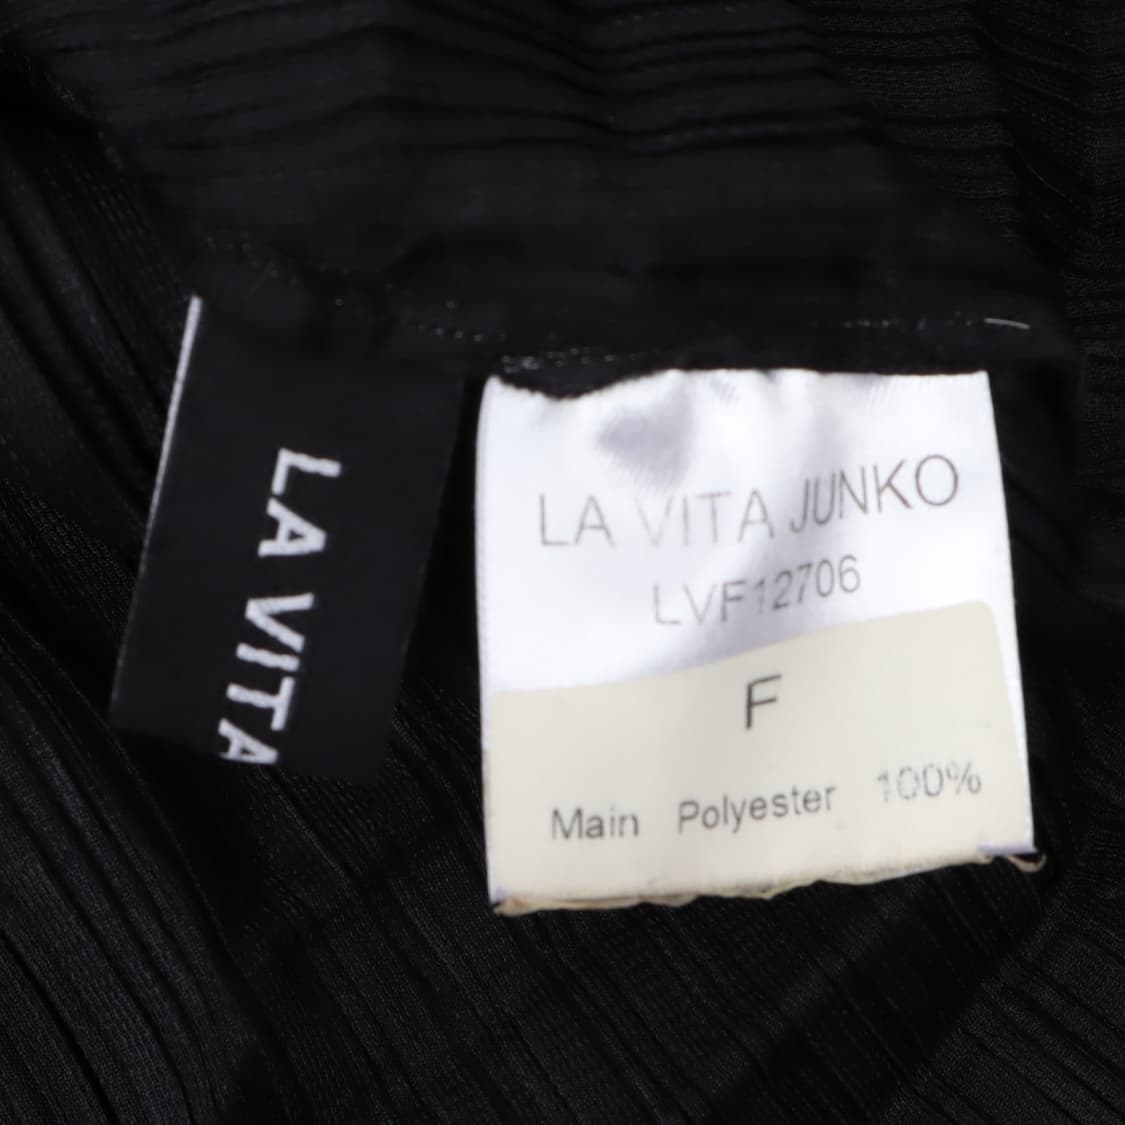 LA VITA
LA VITA JUNKO
LVF12706
F
Main Polyester 100%